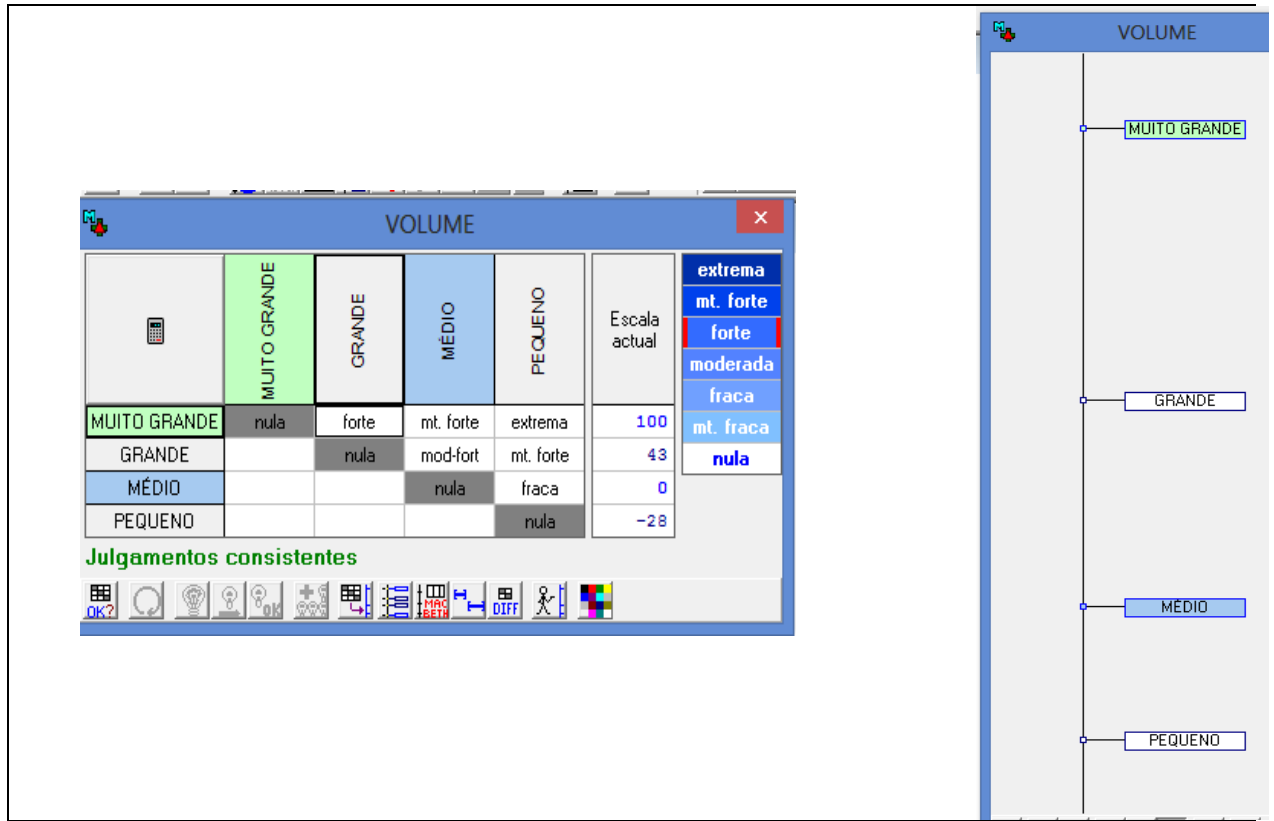 VOLUME
MUITO GRANDE GRANDE MÉDIO PEQUENO Escala actual
MUITO GRANDE nula forte mt. forte extrema 100
GRANDE nula mod-fort mt. forte 43
MÉDIO nula fraca 0
PEQUENO nula -28
extrema
mt. forte
forte
moderada
fraca
mt. fraca
nula
Julgamentos consistentes
OK? OK MAC BETH DIFF
VOLUME
MUITO GRANDE
GRANDE
MÉDIO
PEQUENO